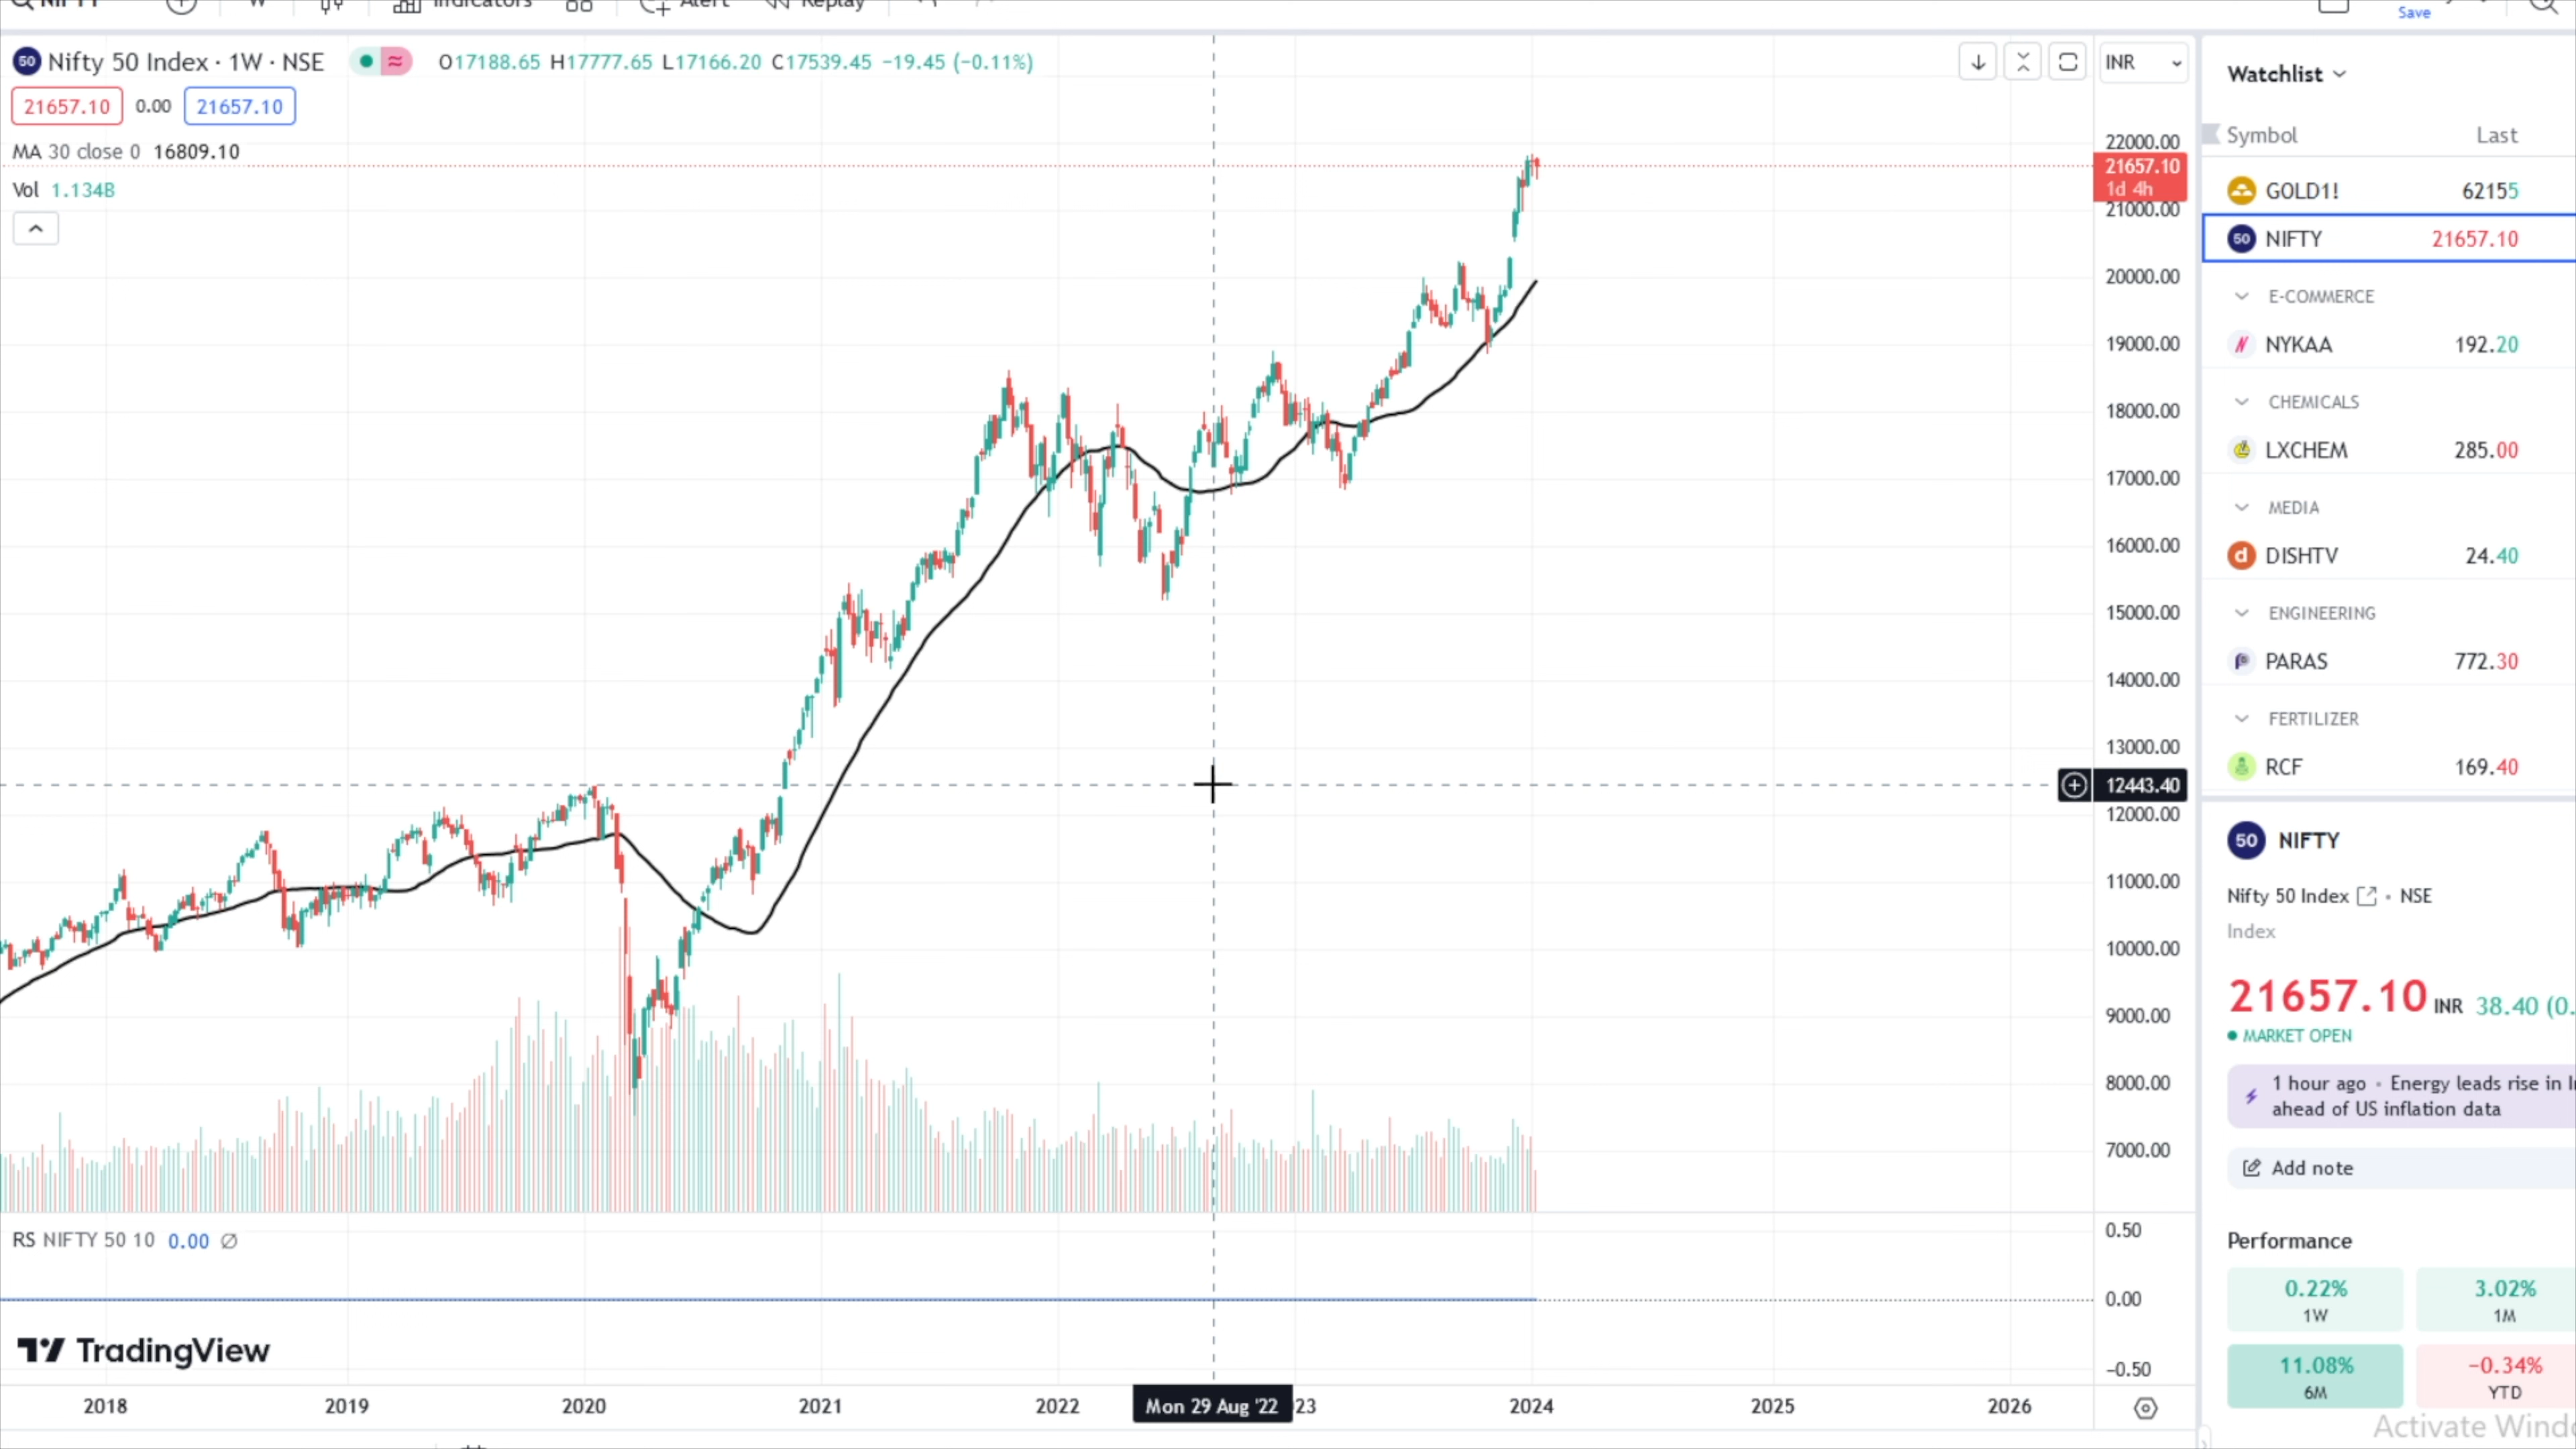 NIFTY
W
Indicators
Alert
Replay
Save
50 Nifty 50 Index · 1W · NSE
≈
O17188.65 H17777.65 L17166.20 C17539.45 −19.45 (−0.11%)
INR
21657.10 0.00 21657.10
MA 30 close 0 16809.10
Vol 1.134B
22000.00
21657.10
1d 4h
21000.00
20000.00
19000.00
18000.00
17000.00
16000.00
15000.00
14000.00
13000.00
12443.40
12000.00
11000.00
10000.00
9000.00
8000.00
7000.00
RS NIFTY 50 10 0.00 ∅
0.50
0.00
−0.50
TradingView
2018 2019 2020 2021 2022 Mon 29 Aug '22 23 2024 2025 2026
Watchlist
Symbol Last
GOLD1! 62155
50 NIFTY 21657.10
E-COMMERCE
NYKAA 192.20
CHEMICALS
LXCHEM 285.00
MEDIA
d DISHTV 24.40
ENGINEERING
PARAS 772.30
FERTILIZER
RCF 169.40
50 NIFTY
Nifty 50 Index • NSE
Index
21657.10 INR 38.40 (0.
MARKET OPEN
1 hour ago • Energy leads rise in
ahead of US inflation data
Add note
Performance
0.22% 3.02%
1W 1M
11.08% −0.34%
6M YTD
Activate